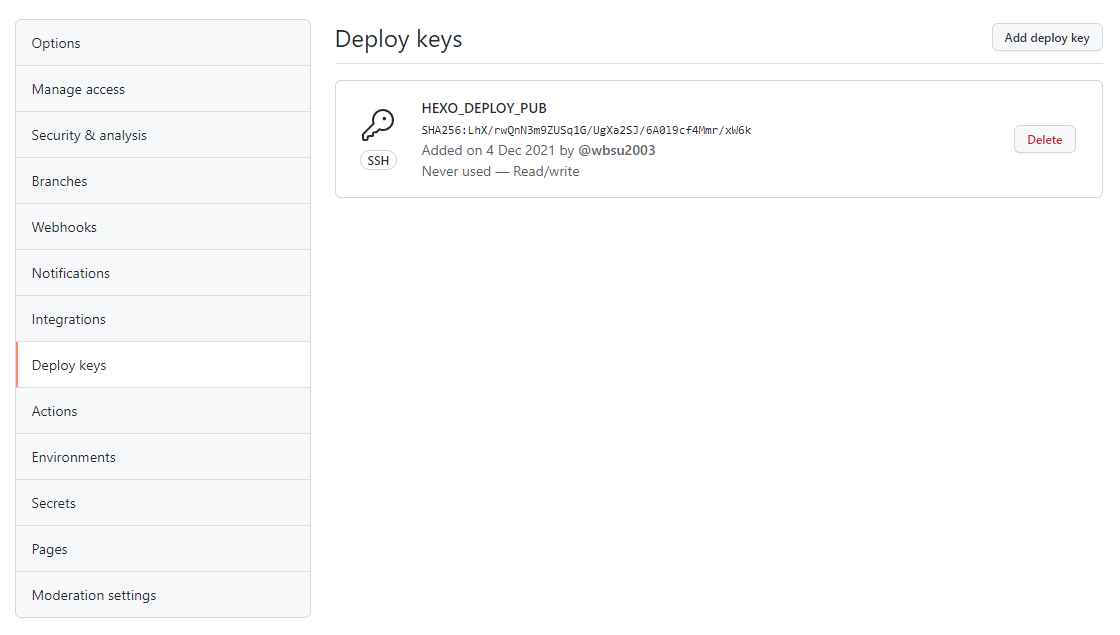 Options
Manage access
Security & analysis
Branches
Webhooks
Notifications
Integrations
Deploy keys
Actions
Environments
Secrets
Pages
Moderation settings
Deploy keys
Add deploy key
HEXO_DEPLOY_PUB
SHA256:LhX/rwQnN3m9ZUSq1G/UgXa2SJ/6A0l9cf4Mmr/xW6k
Added on 4 Dec 2021 by @wbsu2003
Never used — Read/write
SSH
Delete